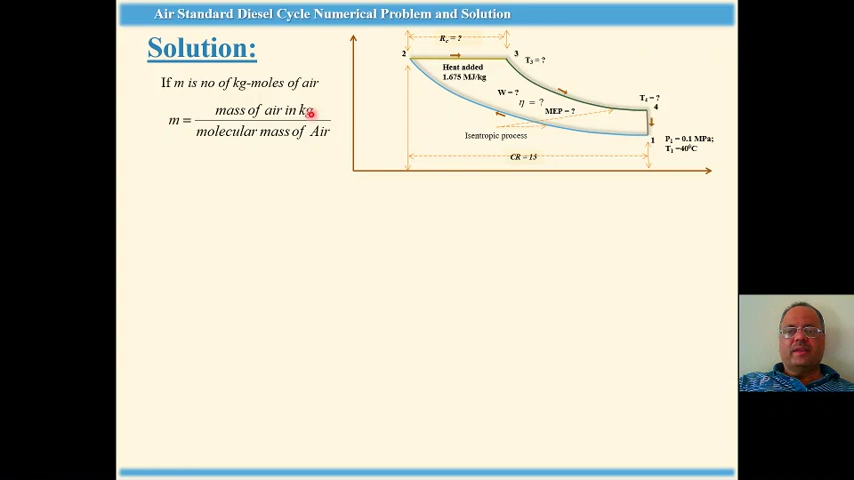 Air Standard Diesel Cycle Numerical Problem and Solution
Solution:
If m is no of kg-moles of air
m = mass of air in kg / molecular mass of Air
Rc = ?
2
3
T3 = ?
Heat added
1.675 MJ/kg
W = ?
η = ?
MEP = ?
T4 = ?
4
Isentropic process
1
P1 = 0.1 MPa;
T1 =40⁰C
CR = 15